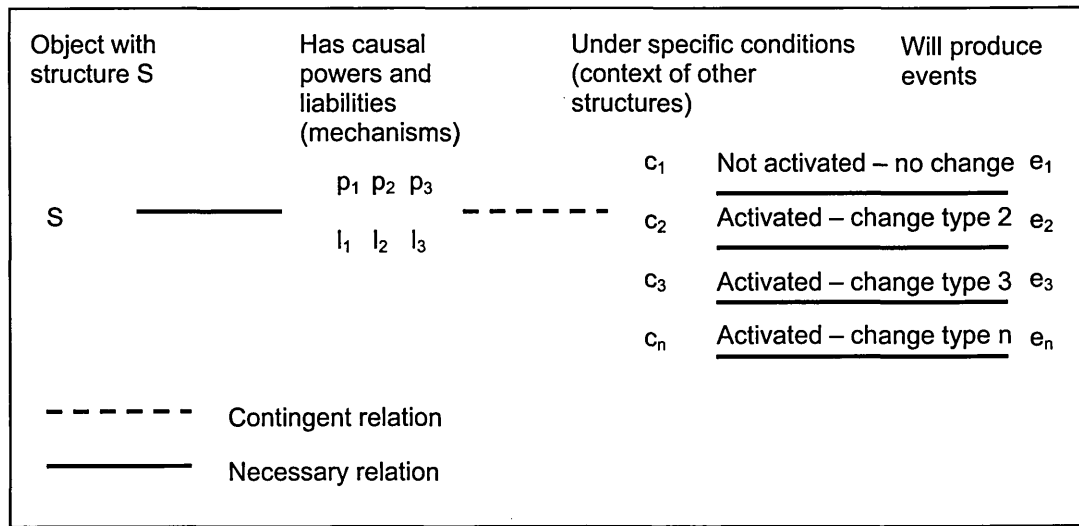 Object with
structure S
Has causal
powers and
liabilities
(mechanisms)
Under specific conditions
(context of other
structures)
Will produce
events
p₁ p₂ p₃
S
l₁ l₂ l₃
c₁ Not activated – no change e₁
c₂ Activated – change type 2 e₂
c₃ Activated – change type 3 e₃
cₙ Activated – change type n eₙ
Contingent relation
Necessary relation